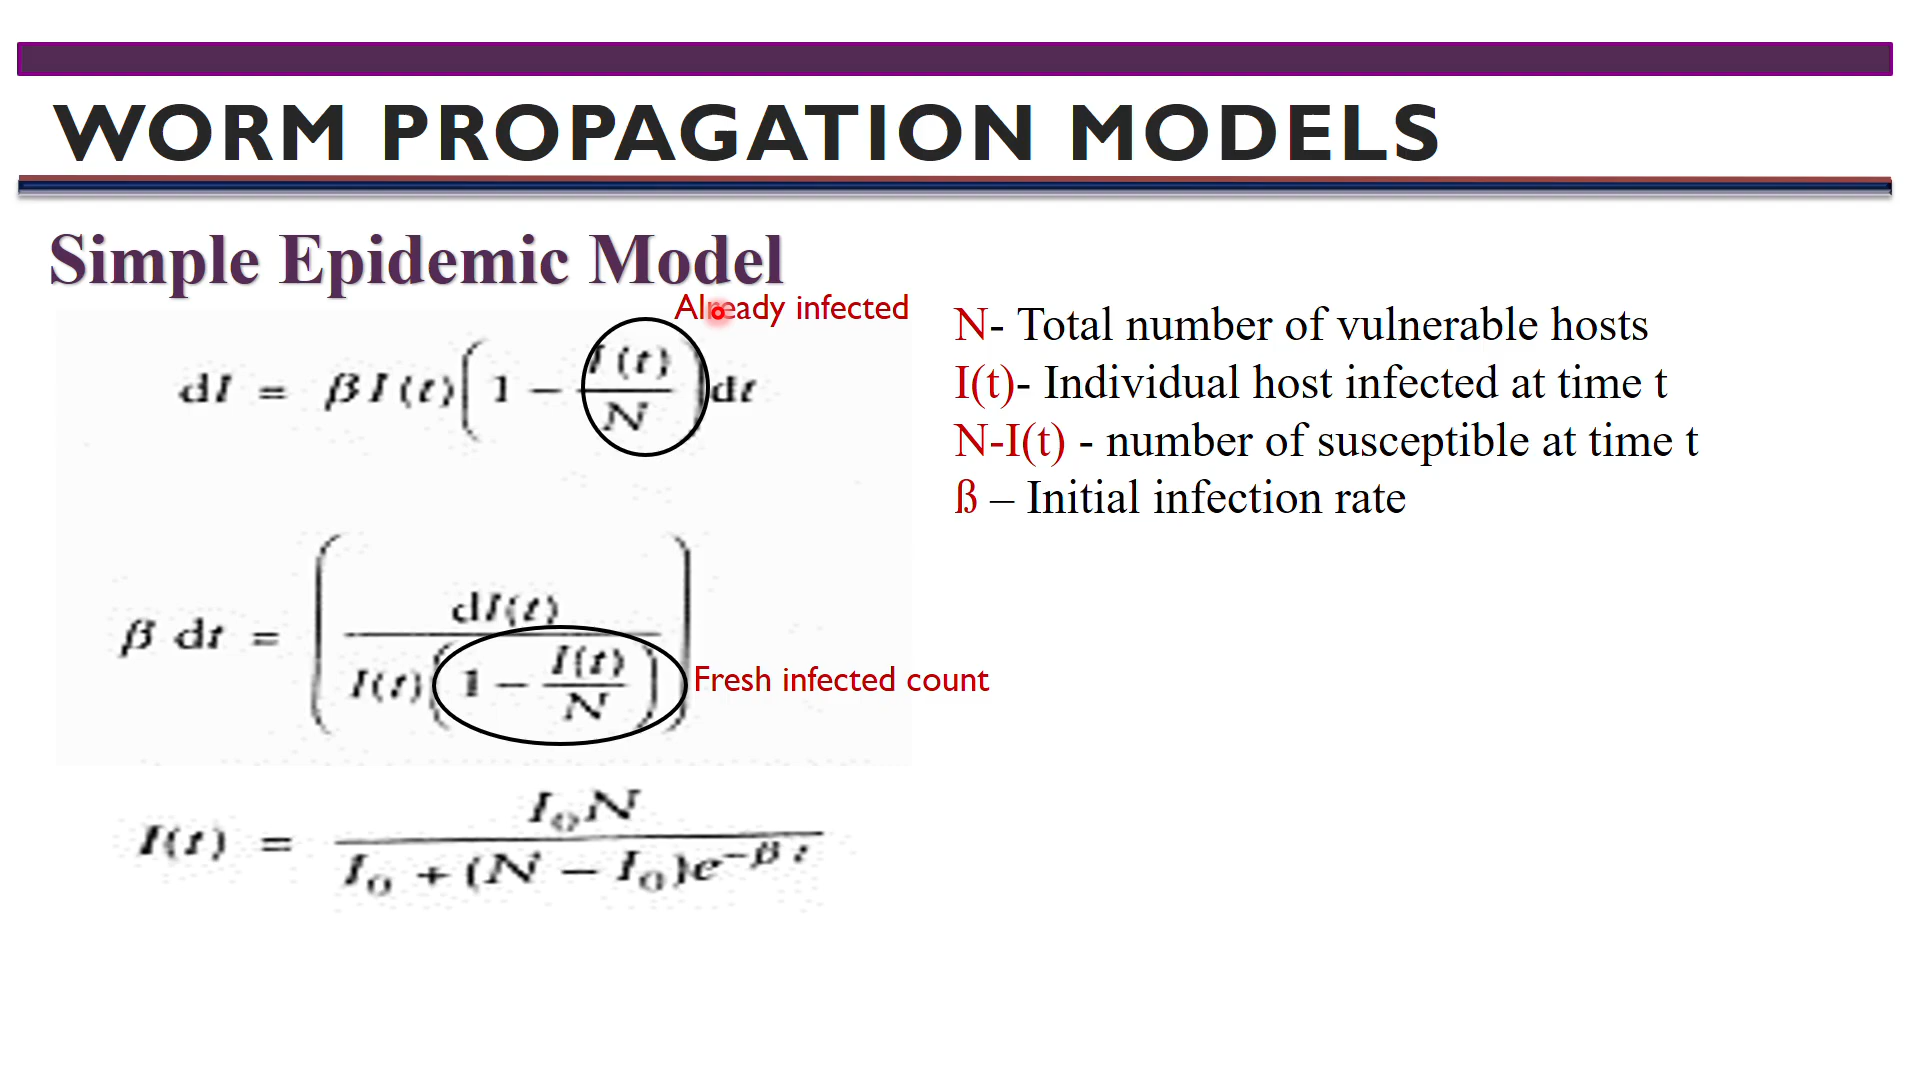 WORM PROPAGATION MODELS
Simple Epidemic Model
Already infected
dI = βI(t)(1 − I(t)/N)dt
β dt = (dI(t) / I(t)(1 − I(t)/N))
Fresh infected count
I(t) = I₀N / I₀ + (N − I₀)e^−βt
N- Total number of vulnerable hosts
I(t)- Individual host infected at time t
N-I(t) - number of susceptible at time t
ß – Initial infection rate